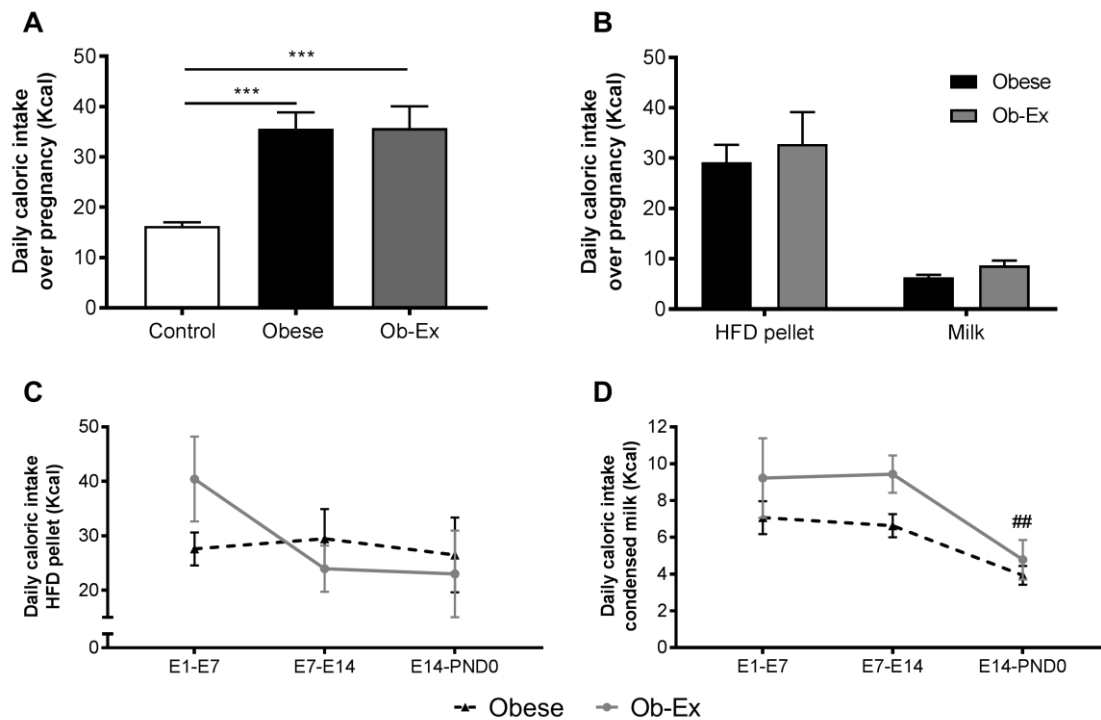 A
Daily caloric intake
over pregnancy (Kcal)
50
40
30
20
10
0
***
***
Control
Obese
Ob-Ex
B
Daily caloric intake
over pregnancy (Kcal)
50
40
30
20
10
0
Obese
Ob-Ex
HFD pellet
Milk
C
Daily caloric intake
HFD pellet (Kcal)
50
40
30
20
0
E1-E7
E7-E14
E14-PND0
D
Daily caloric intake
condensed milk (Kcal)
12
10
8
6
4
2
0
##
E1-E7
E7-E14
E14-PND0
Obese
Ob-Ex